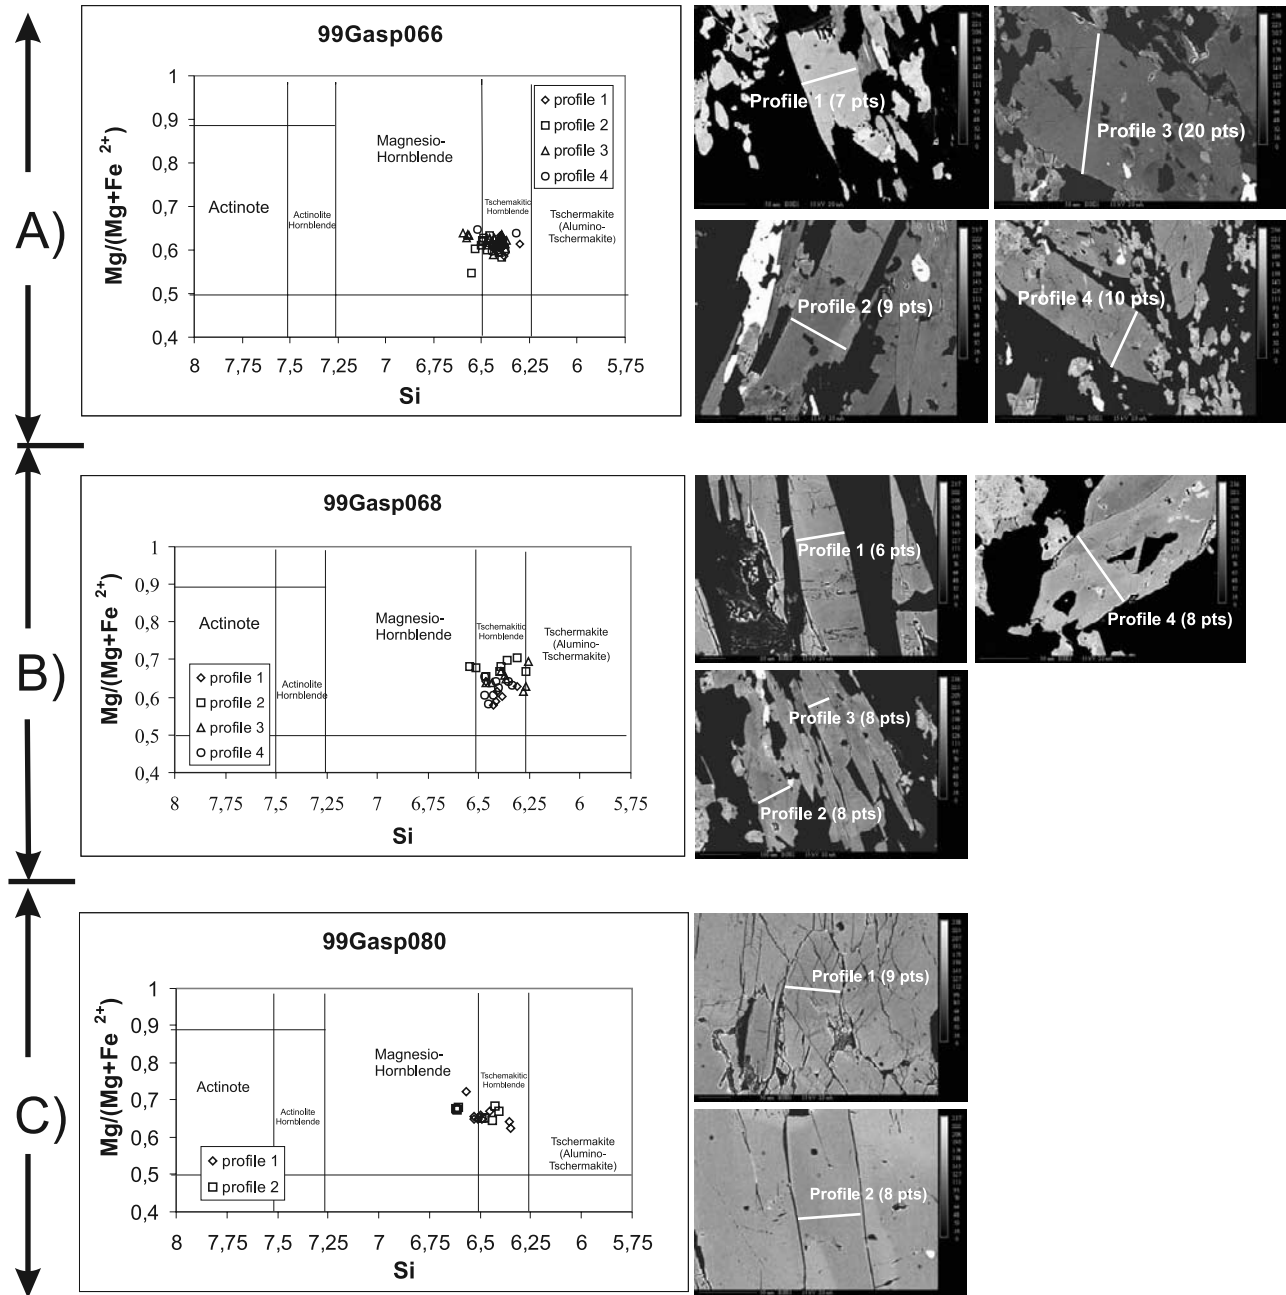 A)
99Gasp066
Mg/(Mg+Fe 2+)
1
0,9
0,8
0,7
0,6
0,5
0,4
8
7,75
7,5
7,25
7
6,75
6,5
6,25
6
5,75
Si
Actinote
Actinolite
Hornblende
Magnesio-
Hornblende
Tschemakitic
Hornblende
Tschermakite
(Alumino-
Tschermakite)
profile 1
profile 2
profile 3
profile 4
Profile 1 (7 pts)
Profile 3 (20 pts)
Profile 2 (9 pts)
Profile 4 (10 pts)
B)
99Gasp068
Mg/(Mg+Fe 2+)
1
0,9
0,8
0,7
0,6
0,5
0,4
8
7,75
7,5
7,25
7
6,75
6,5
6,25
6
5,75
Si
Actinote
Actinolite
Hornblende
Magnesio-
Hornblende
Tschemakitic
Hornblende
Tschermakite
(Alumino-
Tschermakite)
profile 1
profile 2
profile 3
profile 4
Profile 1 (6 pts)
Profile 4 (8 pts)
Profile 3 (8 pts)
Profile 2 (8 pts)
C)
99Gasp080
Mg/(Mg+Fe 2+)
1
0,9
0,8
0,7
0,6
0,5
0,4
8
7,75
7,5
7,25
7
6,75
6,5
6,25
6
5,75
Si
Actinote
Actinolite
Hornblende
Magnesio-
Hornblende
Tschemakitic
Hornblende
Tschermakite
(Alumino-
Tschermakite)
profile 1
profile 2
Profile 1 (9 pts)
Profile 2 (8 pts)